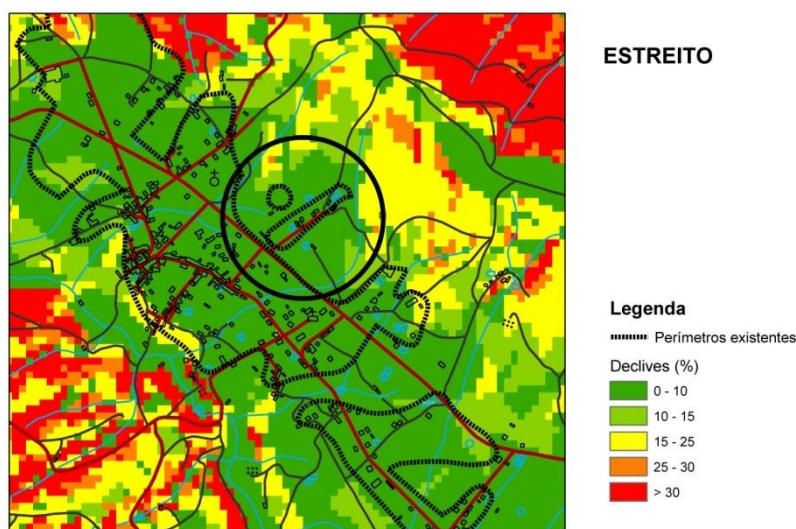 ESTREITO
Legenda
Perímetros existentes
Declives (%)
0 - 10
10 - 15
15 - 25
25 - 30
> 30